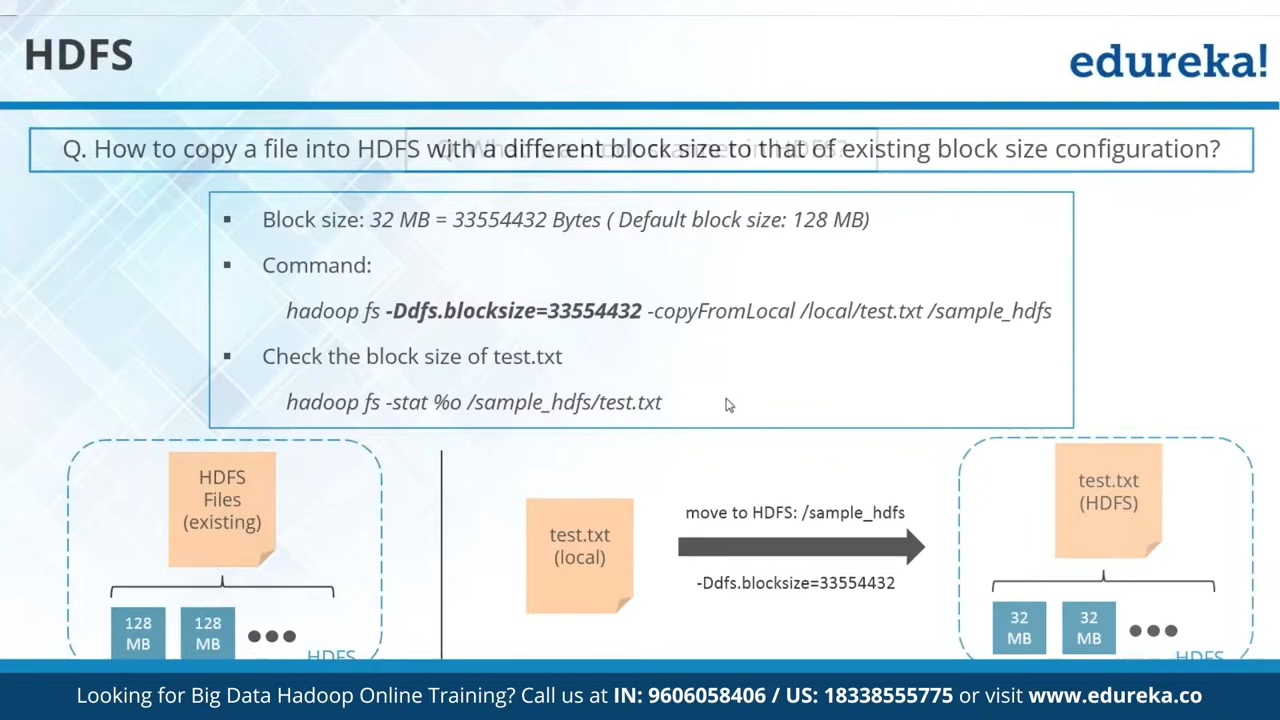 HDFS
edureka!
Q. How to copy a file into HDFS with a different block size to that of existing block size configuration?
▪ Block size: 32 MB = 33554432 Bytes ( Default block size: 128 MB)
▪ Command:
hadoop fs -Ddfs.blocksize=33554432 -copyFromLocal /local/test.txt /sample_hdfs
▪ Check the block size of test.txt
hadoop fs -stat %o /sample_hdfs/test.txt
HDFS
Files
(existing)
128
MB
128
MB
HDFS
test.txt
(local)
move to HDFS: /sample_hdfs
-Ddfs.blocksize=33554432
test.txt
(HDFS)
32
MB
32
MB
HDFS
Looking for Big Data Hadoop Online Training? Call us at IN: 9606058406 / US: 18338555775 or visit www.edureka.co